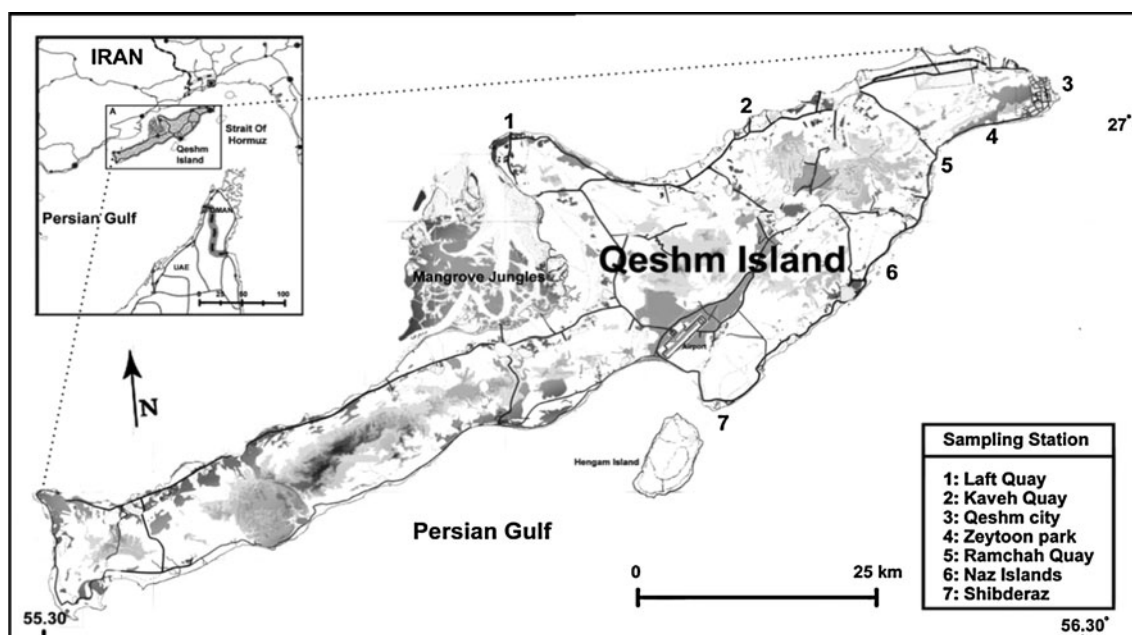 IRAN
A
Strait Of
Hormuz
Qeshm
Island
Persian Gulf
OMAN
UAE
0 25 50 100
1
2
3
27°
4
5
Qeshm Island
Mangrove Jungles
6
Airport
N
7
Hengam Island
Persian Gulf
0 25 km
Sampling Station
1: Laft Quay
2: Kaveh Quay
3: Qeshm city
4: Zeytoon park
5: Ramchah Quay
6: Naz Islands
7: Shibderaz
55.30°
56.30°